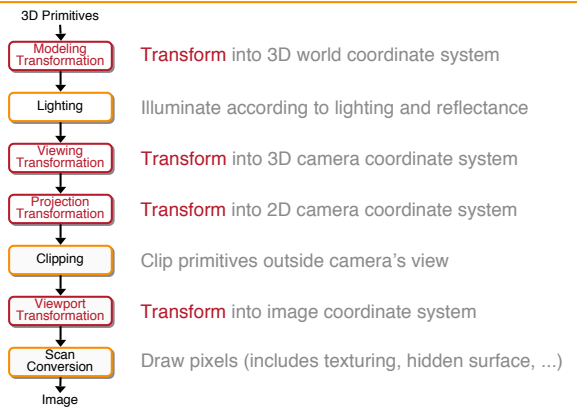 3D Primitives
Modeling
Transformation
Transform into 3D world coordinate system
Lighting
Illuminate according to lighting and reflectance
Viewing
Transformation
Transform into 3D camera coordinate system
Projection
Transformation
Transform into 2D camera coordinate system
Clipping
Clip primitives outside camera’s view
Viewport
Transformation
Transform into image coordinate system
Scan
Conversion
Draw pixels (includes texturing, hidden surface, ...)
Image